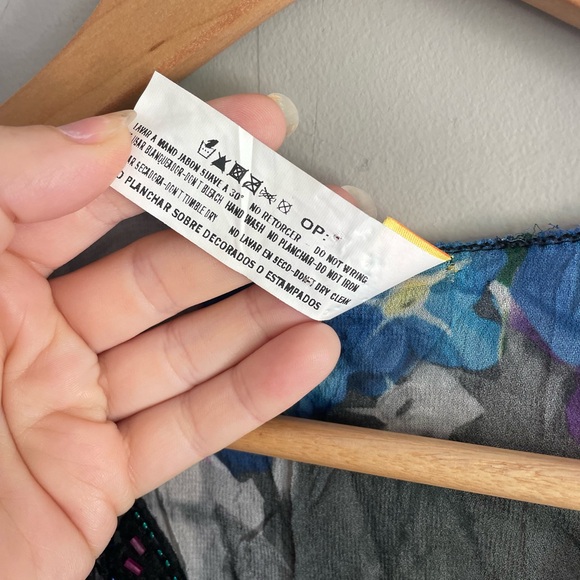 OP:
LAVAR A MANO JABON SUAVE A 30° NO RETORCER DO NOT WRING
USAR BLANQUEADOR-DON'T BLEACH HAND WASH NO PLANCHAR-DO NOT IRON
SECADORA-DON'T TUMBLE DRY NO LAVAR EN SECO-DON'T DRY CLEAN
PLANCHAR SOBRE DECORADOS O ESTAMPADOS